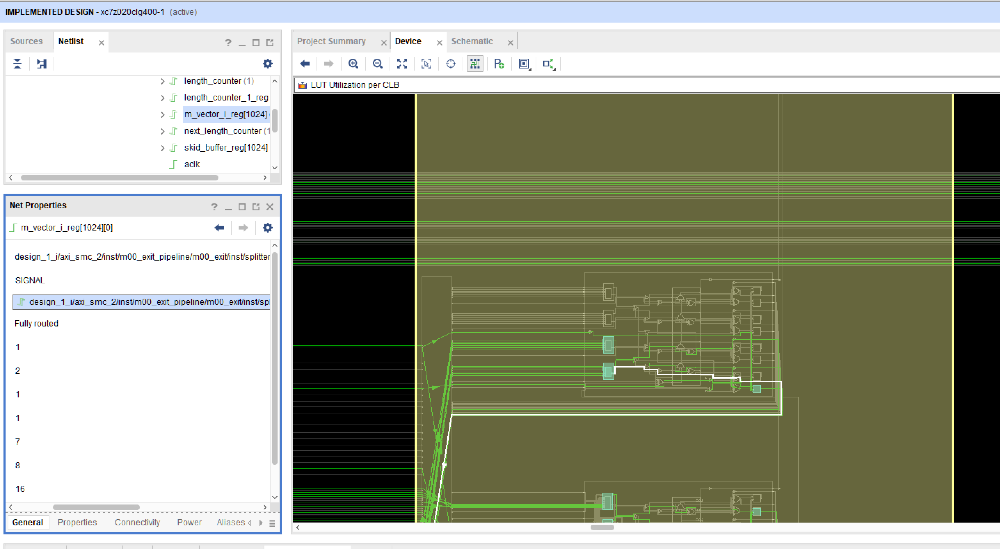 IMPLEMENTED DESIGN - xc7z020clg400-1 (active)
Sources Netlist
length_counter (1)
length_counter_1_reg
m_vector_i_reg[1024]
next_length_counter (1
skid_buffer_reg[1024]
aclk
Net Properties
m_vector_i_reg[1024][0]
design_1_i/axi_smc_2/inst/m00_exit_pipeline/m00_exit/inst/splitter
SIGNAL
design_1_i/axi_smc_2/inst/m00_exit_pipeline/m00_exit/inst/spl
Fully routed
1
2
1
1
7
8
16
General Properties Connectivity Power Aliases
Project Summary Device Schematic
LUT Utilization per CLB